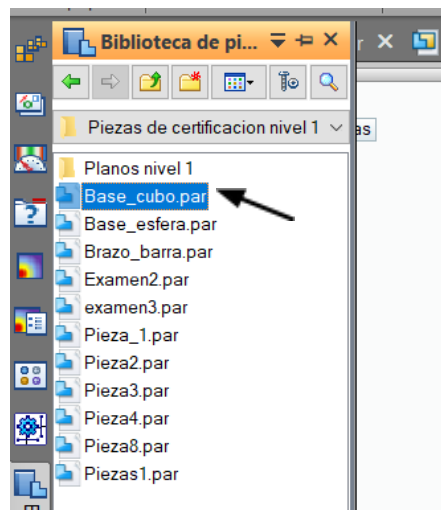 Biblioteca de pi...
Piezas de certificacion nivel 1
as
Planos nivel 1
Base_cubo.par
Base_esfera.par
Brazo_barra.par
Examen2.par
examen3.par
Pieza_1.par
Pieza2.par
Pieza3.par
Pieza4.par
Pieza8.par
Piezas1.par